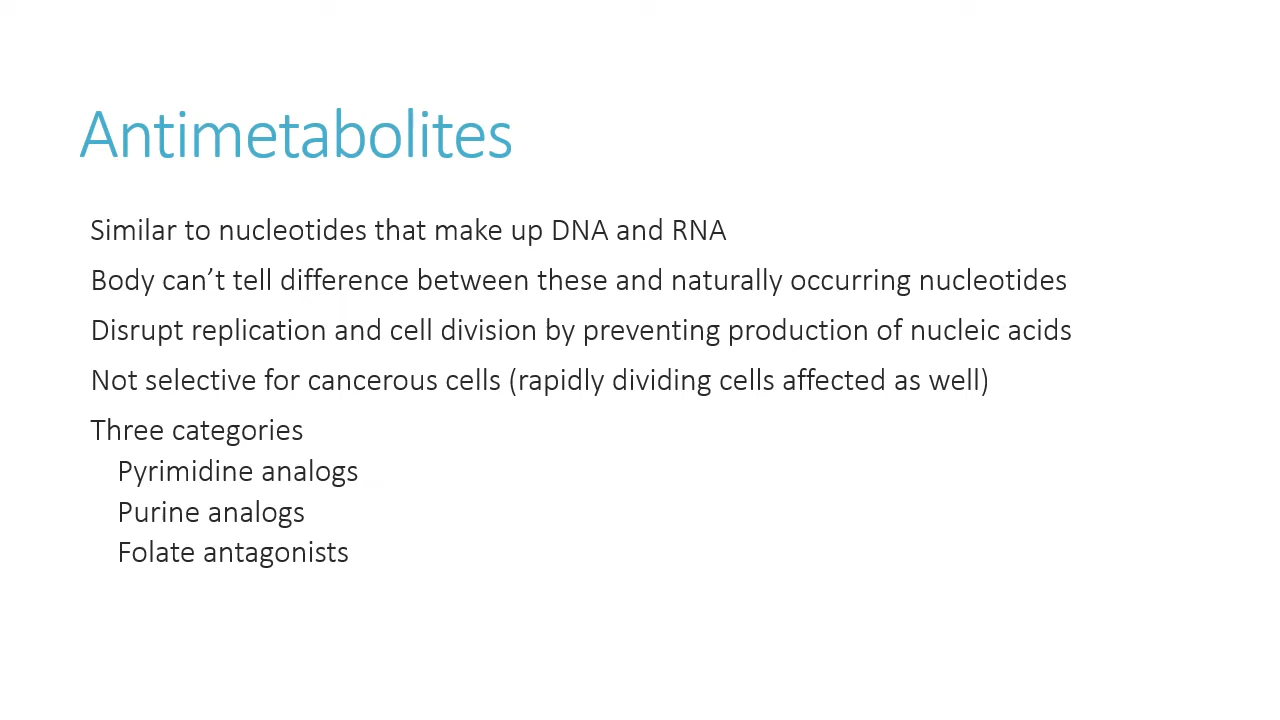 Antimetabolites
Similar to nucleotides that make up DNA and RNA
Body can’t tell difference between these and naturally occurring nucleotides
Disrupt replication and cell division by preventing production of nucleic acids
Not selective for cancerous cells (rapidly dividing cells affected as well)
Three categories
Pyrimidine analogs
Purine analogs
Folate antagonists